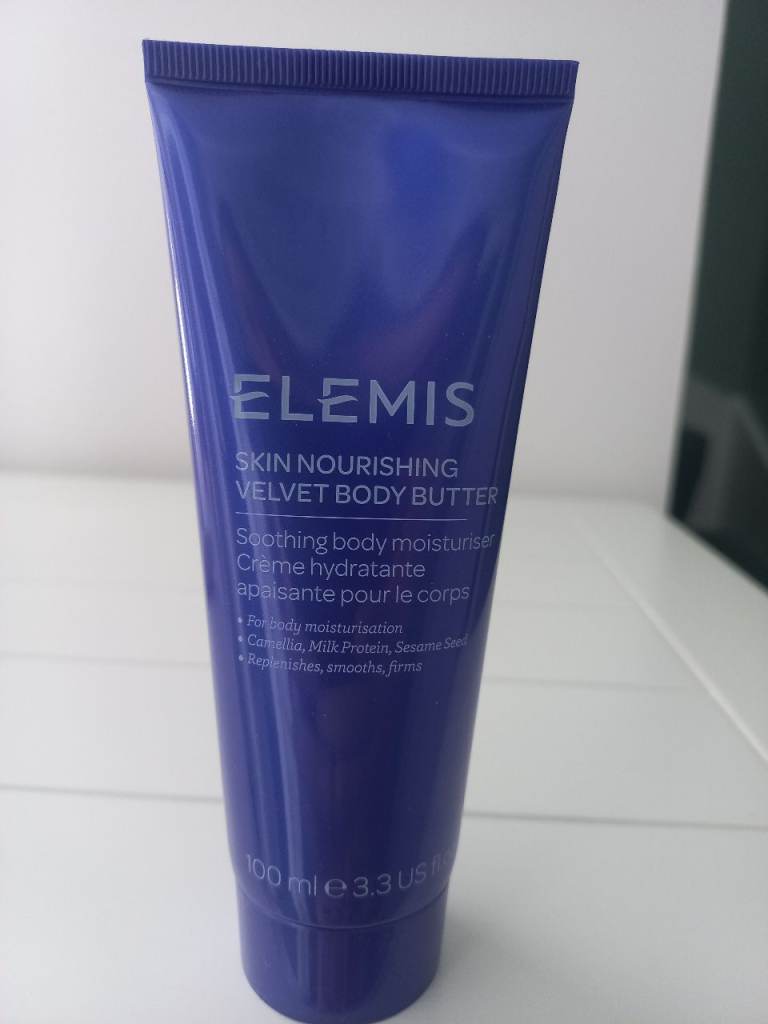 ELEMIS
SKIN NOURISHING
VELVET BODY BUTTER
Soothing body moisturiser
Crème hydratante
apaisante pour le corps
• For body moisturisation
• Camellia, Milk Protein, Sesame Seed
• Replenishes, smooths, firms
100 ml e 3.3 US fl